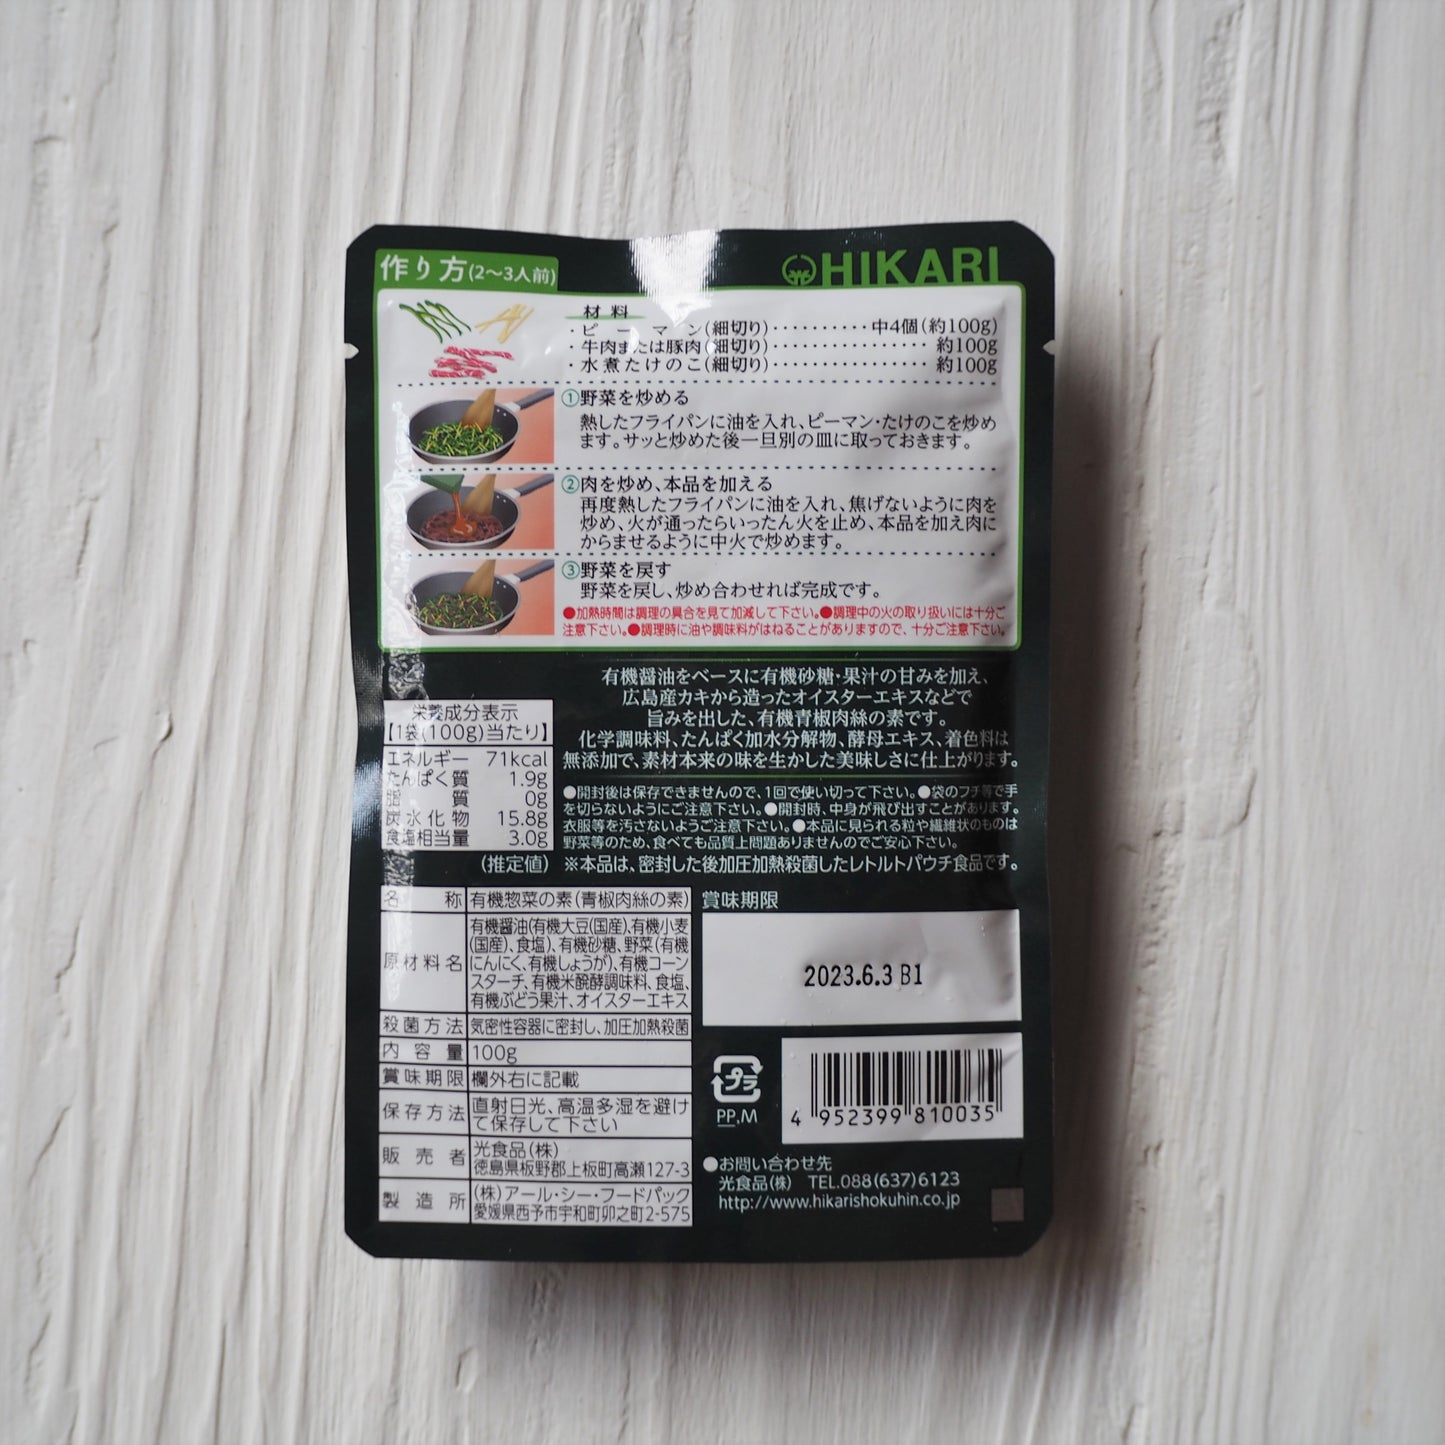 作り方(2～3人前)
HIKARI
材料
・ピーマン(細切り)··········中4個(約100g)
・牛肉または豚肉(細切り)················約100g
・水煮たけのこ(細切り)················約100g
①野菜を炒める
熱したフライパンに油を入れ、ピーマン・たけのこを炒め
ます。サッと炒めた後一旦別の皿に取っておきます。
②肉を炒め、本品を加える
再度熱したフライパンに油を入れ、焦げないように肉を
炒め、火が通ったらいったん火を止め、本品を加え肉に
からませるように中火で炒めます。
③野菜を戻す
野菜を戻し、炒め合わせれば完成です。
●加熱時間は調理の具合を見て加減して下さい。●調理中の火の取り扱いには十分ご
注意下さい。●調理時に油や調味料がはねることがありますので、十分ご注意下さい。
有機醤油をベースに有機砂糖・果汁の甘みを加え、
広島産カキから造ったオイスターエキスなどで
旨みを出した、有機青椒肉絲の素です。
化学調味料、たんぱく加水分解物、酵母エキス、着色料は
無添加で、素材本来の味を生かした美味しさに仕上がります。
栄養成分表示
【1袋(100g)当たり】
エネルギー 71kcal
たんぱく質 1.9g
脂質 0g
炭水化物 15.8g
食塩相当量 3.0g
(推定値)
●開封後は保存できませんので、1回で使い切って下さい。●袋のフチ等で手
を切らないようにご注意下さい。●開封時、中身が飛び出すことがあります。
衣服等を汚さないようご注意下さい。●本品に見られる粒や繊維状のものは
野菜等のため、食べても品質上問題ありませんのでご安心下さい。
※本品は、密封した後加圧加熱殺菌したレトルトパウチ食品です。
名称 有機惣菜の素(青椒肉絲の素)
原材料名 有機醤油(有機大豆(国産)、有機小麦
(国産)、食塩)、有機砂糖、野菜(有機
にんにく、有機しょうが)、有機コーン
スターチ、有機米醗酵調味料、食塩、
有機ぶどう果汁、オイスターエキス
殺菌方法 気密性容器に密封し、加圧加熱殺菌
内容量 100g
賞味期限 欄外右に記載
保存方法 直射日光、高温多湿を避け
て保存して下さい
販売者 光食品(株)
徳島県板野郡上板町高瀬127-3
製造所 (株)アール・シー・フードパック
愛媛県西予市宇和町卯之町2-575
賞味期限
2023.6.3 B1
プラ
PP,M
4 952399 810035
●お問い合わせ先
光食品(株) TEL.088(637)6123
http://www.hikarishokuhin.co.jp